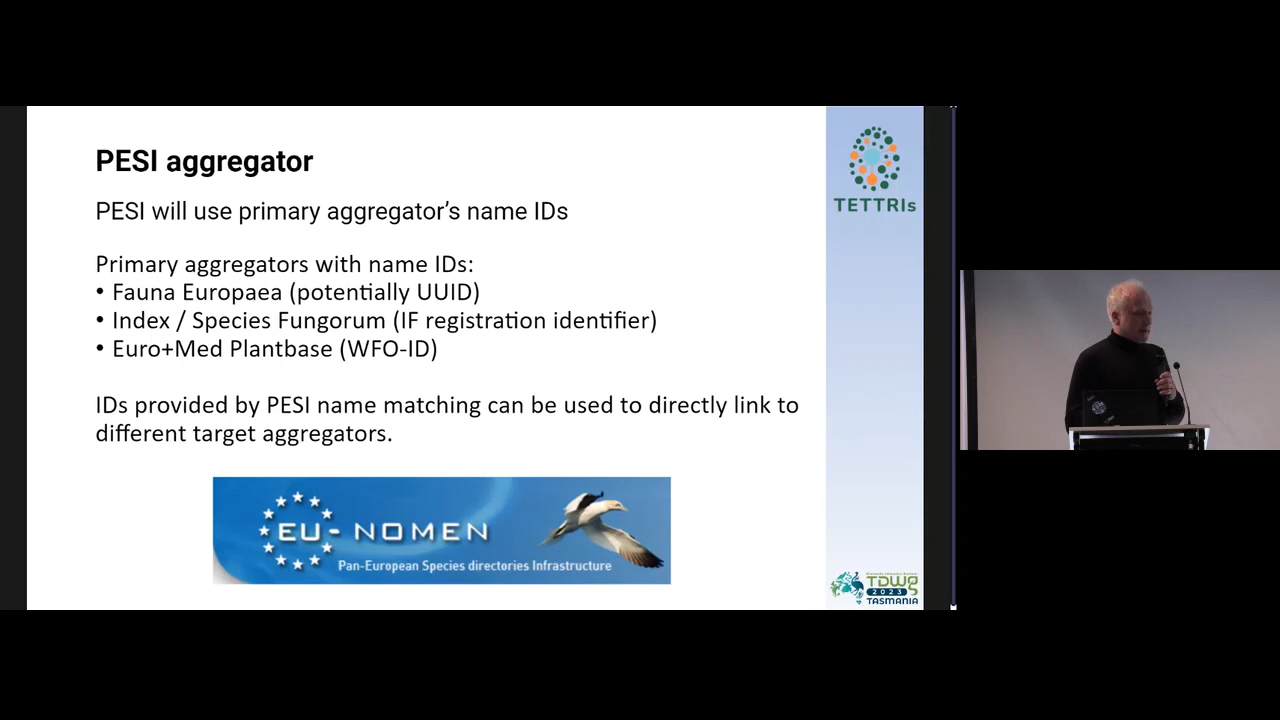 PESI aggregator
PESI will use primary aggregator’s name IDs
Primary aggregators with name IDs:
• Fauna Europaea (potentially UUID)
• Index / Species Fungorum (IF registration identifier)
• Euro+Med Plantbase (WFO-ID)
IDs provided by PESI name matching can be used to directly link to
different target aggregators.
EU-NOMEN
Pan-European Species directories Infrastructure
TETTRIs
TDWG
2023
TASMANIA